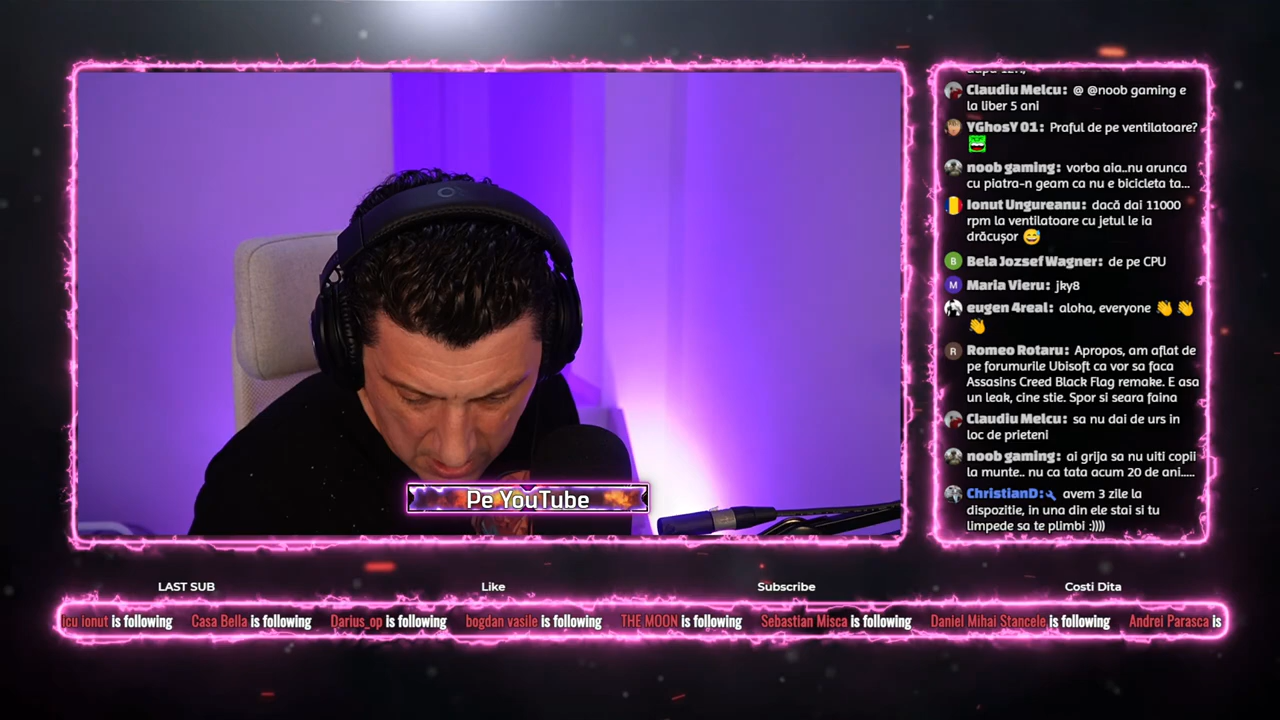 Claudiu Melcu: @ @noob gaming e
la liber 5 ani
YGhosY 01: Praful de pe ventilatoare?
noob gaming: vorba aia..nu arunca
cu piatra-n geam ca nu e bicicleta ta...
Ionut Ungureanu: dacă dai 11000
rpm la ventilatoare cu jetul le ia
drăcușor 😅
B Bela Jozsef Wagner: de pe CPU
M Maria Vieru: jky8
eugen 4real: aloha, everyone 👋 👋
👋
R Romeo Rotaru: Apropos, am aflat de
pe forumurile Ubisoft ca vor sa faca
Assasins Creed Black Flag remake. E asa
un leak, cine stie. Spor si seara faina
Claudiu Melcu: sa nu dai de urs in
loc de prieteni
noob gaming: ai grija sa nu uiti copii
la munte.. nu ca tata acum 20 de ani.....
ChristianD: avem 3 zile la
dispozitie, in una din ele stai si tu
limpede sa te plimbi :))))
Pe YouTube
LAST SUB
Like
Subscribe
Costi Dita
icu ionut is following Casa Bella is following Darius_op is following bogdan vasile is following THE MOON is following Sebastian Misca is following Daniel Mihai Stancele is following Andrei Parasca is